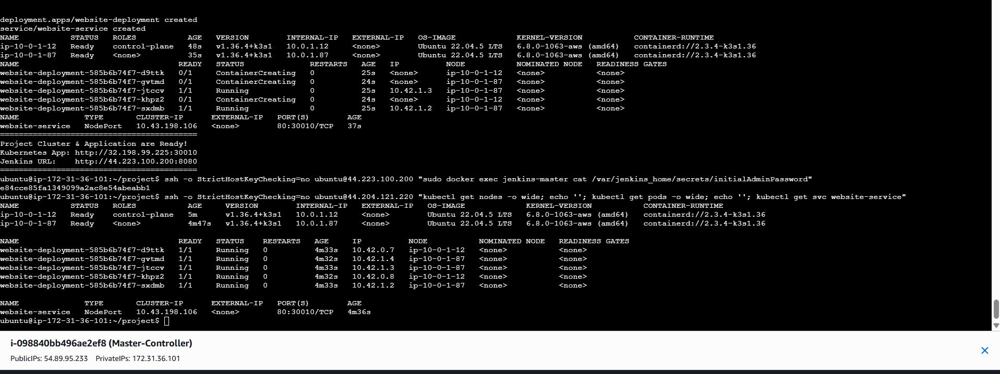 deployment.apps/website-deployment created
service/website-service created
NAME STATUS ROLES AGE VERSION INTERNAL-IP EXTERNAL-IP OS-IMAGE KERNEL-VERSION CONTAINER-RUNTIME
ip-10-0-1-12 Ready control-plane 48s v1.36.4+k3s1 10.0.1.12 <none> Ubuntu 22.04.5 LTS 6.8.0-1063-aws (amd64) containerd://2.3.4-k3s1.36
ip-10-0-1-87 Ready <none> 35s v1.36.4+k3s1 10.0.1.87 <none> Ubuntu 22.04.5 LTS 6.8.0-1063-aws (amd64) containerd://2.3.4-k3s1.36
NAME READY STATUS RESTARTS AGE IP NODE NOMINATED NODE READINESS GATES
website-deployment-585b6b74f7-d9ttk 0/1 ContainerCreating 0 25s <none> ip-10-0-1-12 <none> <none>
website-deployment-585b6b74f7-gvtmd 0/1 ContainerCreating 0 24s <none> ip-10-0-1-87 <none> <none>
website-deployment-585b6b74f7-jtccv 1/1 Running 0 25s 10.42.1.3 ip-10-0-1-87 <none> <none>
website-deployment-585b6b74f7-khpz2 0/1 ContainerCreating 0 24s <none> ip-10-0-1-12 <none> <none>
website-deployment-585b6b74f7-sxdmb 1/1 Running 0 25s 10.42.1.2 ip-10-0-1-87 <none> <none>
NAME TYPE CLUSTER-IP EXTERNAL-IP PORT(S) AGE
website-service NodePort 10.43.198.106 <none> 80:30010/TCP 37s
==========================================
Project Cluster & Application are Ready!
Kubernetes App: http://32.198.99.225:30010
Jenkins URL: http://44.223.100.200:8080
==========================================
ubuntu@ip-172-31-36-101:~/project$ ssh -o StrictHostKeyChecking=no ubuntu@44.223.100.200 "sudo docker exec jenkins-master cat /var/jenkins_home/secrets/initialAdminPassword"
e84cce85fa1349099a2ac8e54abeabb1
ubuntu@ip-172-31-36-101:~/project$ ssh -o StrictHostKeyChecking=no ubuntu@44.204.121.220 "kubectl get nodes -o wide; echo ''; kubectl get pods -o wide; echo ''; kubectl get svc website-service"
NAME STATUS ROLES AGE VERSION INTERNAL-IP EXTERNAL-IP OS-IMAGE KERNEL-VERSION CONTAINER-RUNTIME
ip-10-0-1-12 Ready control-plane 5m v1.36.4+k3s1 10.0.1.12 <none> Ubuntu 22.04.5 LTS 6.8.0-1063-aws (amd64) containerd://2.3.4-k3s1.36
ip-10-0-1-87 Ready <none> 4m47s v1.36.4+k3s1 10.0.1.87 <none> Ubuntu 22.04.5 LTS 6.8.0-1063-aws (amd64) containerd://2.3.4-k3s1.36
NAME READY STATUS RESTARTS AGE IP NODE NOMINATED NODE READINESS GATES
website-deployment-585b6b74f7-d9ttk 1/1 Running 0 4m33s 10.42.0.7 ip-10-0-1-12 <none> <none>
website-deployment-585b6b74f7-gvtmd 1/1 Running 0 4m32s 10.42.1.4 ip-10-0-1-87 <none> <none>
website-deployment-585b6b74f7-jtccv 1/1 Running 0 4m33s 10.42.1.3 ip-10-0-1-87 <none> <none>
website-deployment-585b6b74f7-khpz2 1/1 Running 0 4m32s 10.42.0.8 ip-10-0-1-12 <none> <none>
website-deployment-585b6b74f7-sxdmb 1/1 Running 0 4m33s 10.42.1.2 ip-10-0-1-87 <none> <none>
NAME TYPE CLUSTER-IP EXTERNAL-IP PORT(S) AGE
website-service NodePort 10.43.198.106 <none> 80:30010/TCP 4m36s
ubuntu@ip-172-31-36-101:~/project$
i-098840bb496ae2ef8 (Master-Controller)
PublicIPs: 54.89.95.233 PrivateIPs: 172.31.36.101